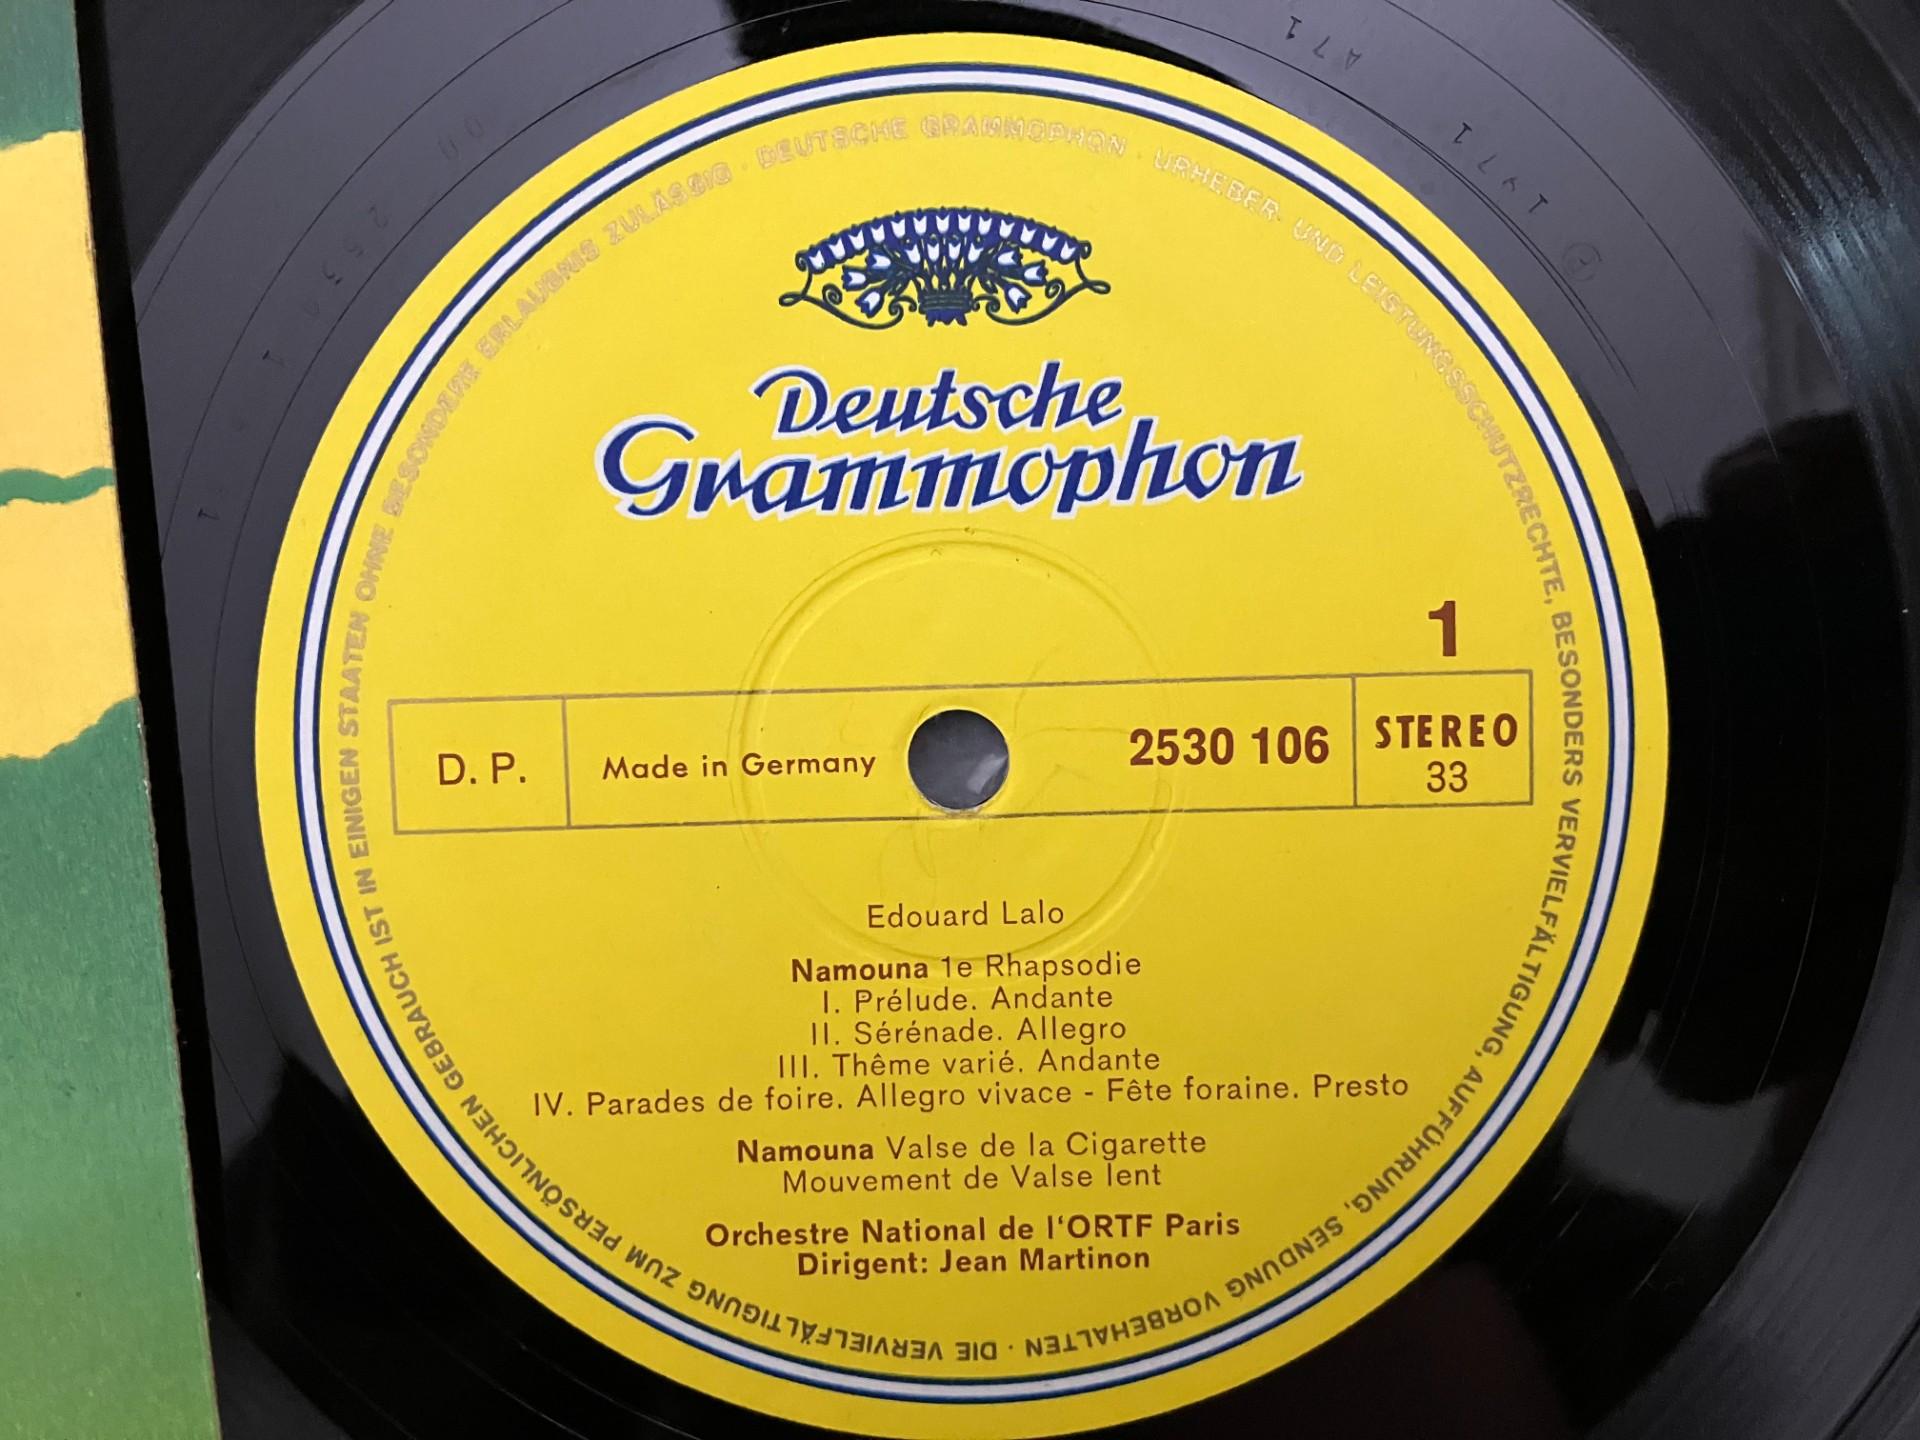 DEUTSCHE GRAMMOPHON · URHEBER- UND LEISTUNGSSCHUTZRECHTE, BESONDERS VERVIELFÄLTIGUNG, AUFFÜHRUNG, SENDUNG VORBEHALTEN · DIE VERVIELFÄLTIGUNG ZUM PERSÖNLICHEN GEBRAUCH IST IN EINIGEN STAATEN OHNE BESONDERE ERLAUBNIS ZULÄSSIG ·
Deutsche
Grammophon
1
D. P.
Made in Germany
2530 106
STEREO
33
Edouard Lalo
Namouna 1e Rhapsodie
I. Prélude. Andante
II. Sérénade. Allegro
III. Thême varié. Andante
IV. Parades de foire. Allegro vivace - Fête foraine. Presto
Namouna Valse de la Cigarette
Mouvement de Valse lent
Orchestre National de l‘ORTF Paris
Dirigent: Jean Martinon
℗ 1971
A71